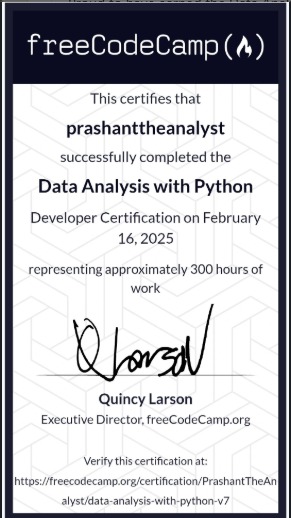 freeCodeCamp
This certifies that
prashanttheanalyst
successfully completed the
Data Analysis with Python
Developer Certification on February
16, 2025
representing approximately 300 hours of
work
Quincy Larson
Executive Director, freeCodeCamp.org
Verify this certification at:
https://freecodecamp.org/certification/PrashantTheAn
alyst/data-analysis-with-python-v7